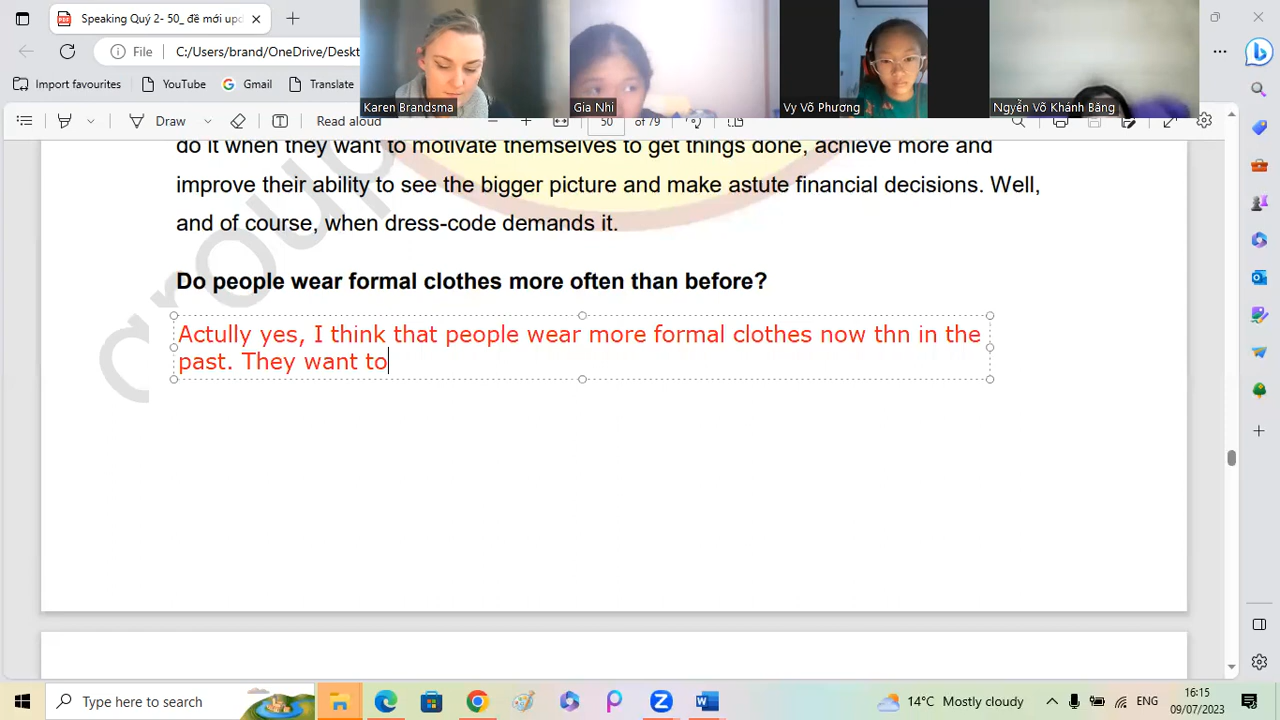 Speaking Quý 2- 50_ đề mới upd
File
C:/Users/brand/OneDrive/Deskt
Import favourites
YouTube
Gmail
Translate
Karen Brandsma
Gia Nhi
Vy Võ Phương
Nguyễn Võ Khánh Băng
Draw
Read aloud
50
of 79
do it when they want to motivate themselves to get things done, achieve more and
improve their ability to see the bigger picture and make astute financial decisions. Well,
and of course, when dress-code demands it.
Do people wear formal clothes more often than before?
Actully yes, I think that people wear more formal clothes now thn in the
past. They want to
group
Type here to search
14°C Mostly cloudy
ENG
16:15
09/07/2023